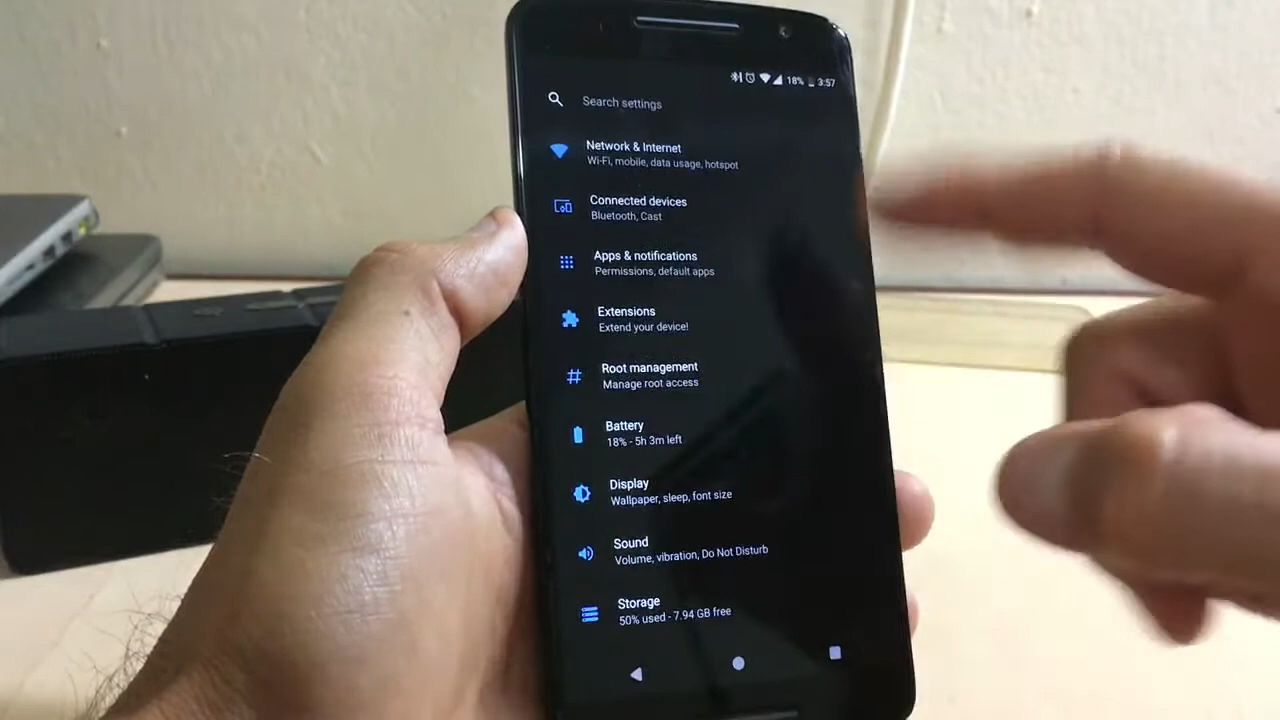 18% 3:57
Search settings
Network & Internet
Wi-Fi, mobile, data usage, hotspot
Connected devices
Bluetooth, Cast
Apps & notifications
Permissions, default apps
Extensions
Extend your device!
Root management
Manage root access
Battery
18% - 5h 3m left
Display
Wallpaper, sleep, font size
Sound
Volume, vibration, Do Not Disturb
Storage
50% used - 7.94 GB free